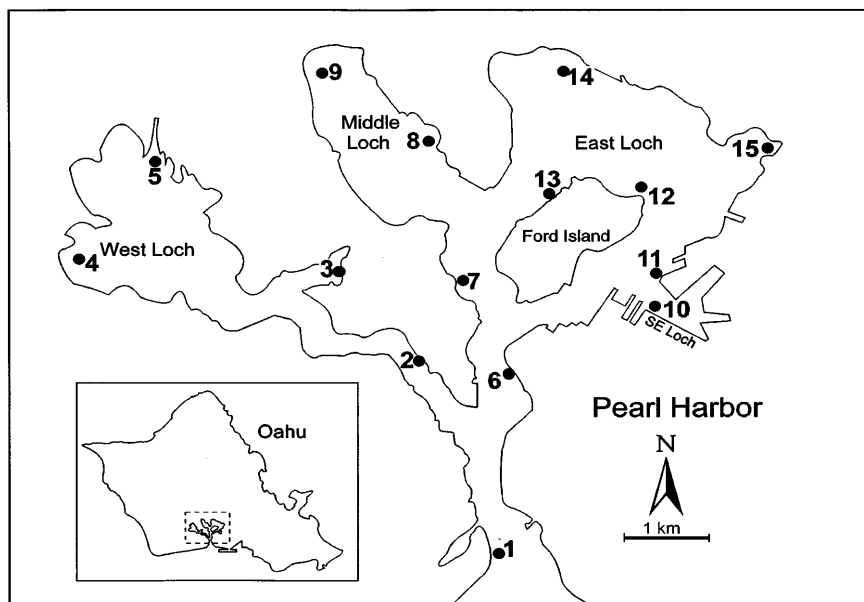 9
14
Middle
Loch
8
East Loch
15
5
13
12
Ford Island
West Loch
4
3
11
7
10
SE Loch
2
6
Pearl Harbor
N
1 km
Oahu
1